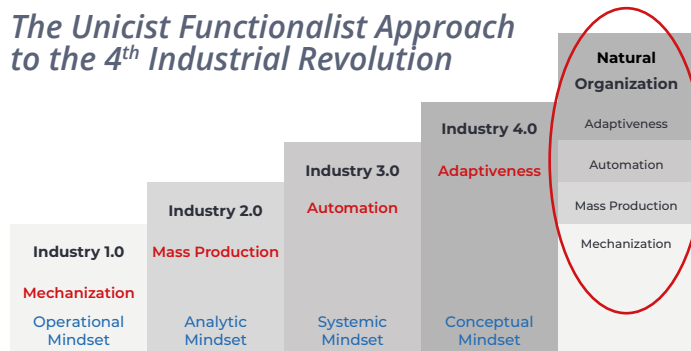 The Unicist Functionalist Approach
to the 4th Industrial Revolution
Industry 1.0
Mechanization
Operational
Mindset
Industry 2.0
Mass Production
Analytic
Mindset
Industry 3.0
Automation
Systemic
Mindset
Industry 4.0
Adaptiveness
Conceptual
Mindset
Natural
Organization
Adaptiveness
Automation
Mass Production
Mechanization